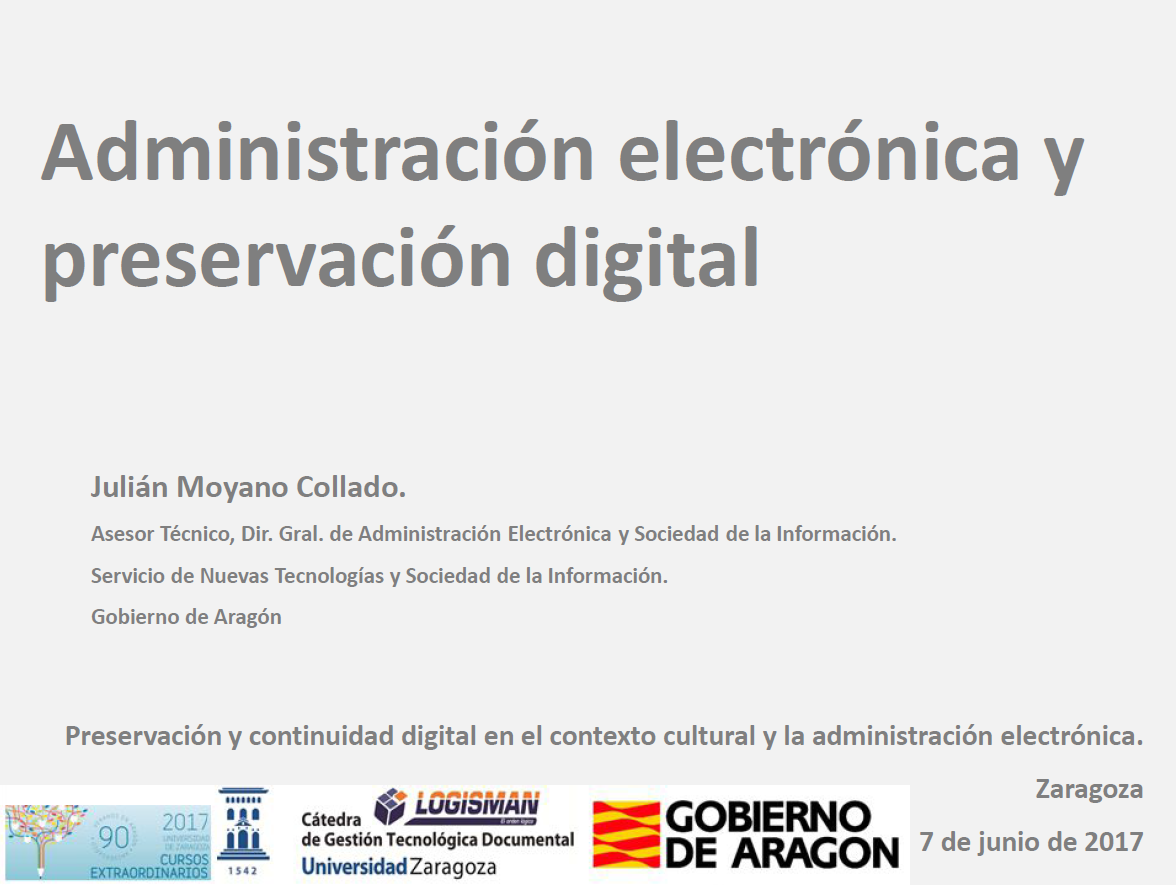 Administración electrónica y
preservación digital
Julián Moyano Collado.
Asesor Técnico, Dir. Gral. de Administración Electrónica y Sociedad de la Información.
Servicio de Nuevas Tecnologías y Sociedad de la Información.
Gobierno de Aragón
Preservación y continuidad digital en el contexto cultural y la administración electrónica.
Zaragoza
7 de junio de 2017
90
2017
UNIVERSIDAD
DE ZARAGOZA
CURSOS
EXTRAORDINARIOS
1542
LOGISMAN
El orden lógico
Cátedra
de Gestión Tecnológica Documental
Universidad Zaragoza
GOBIERNO
DE ARAGON